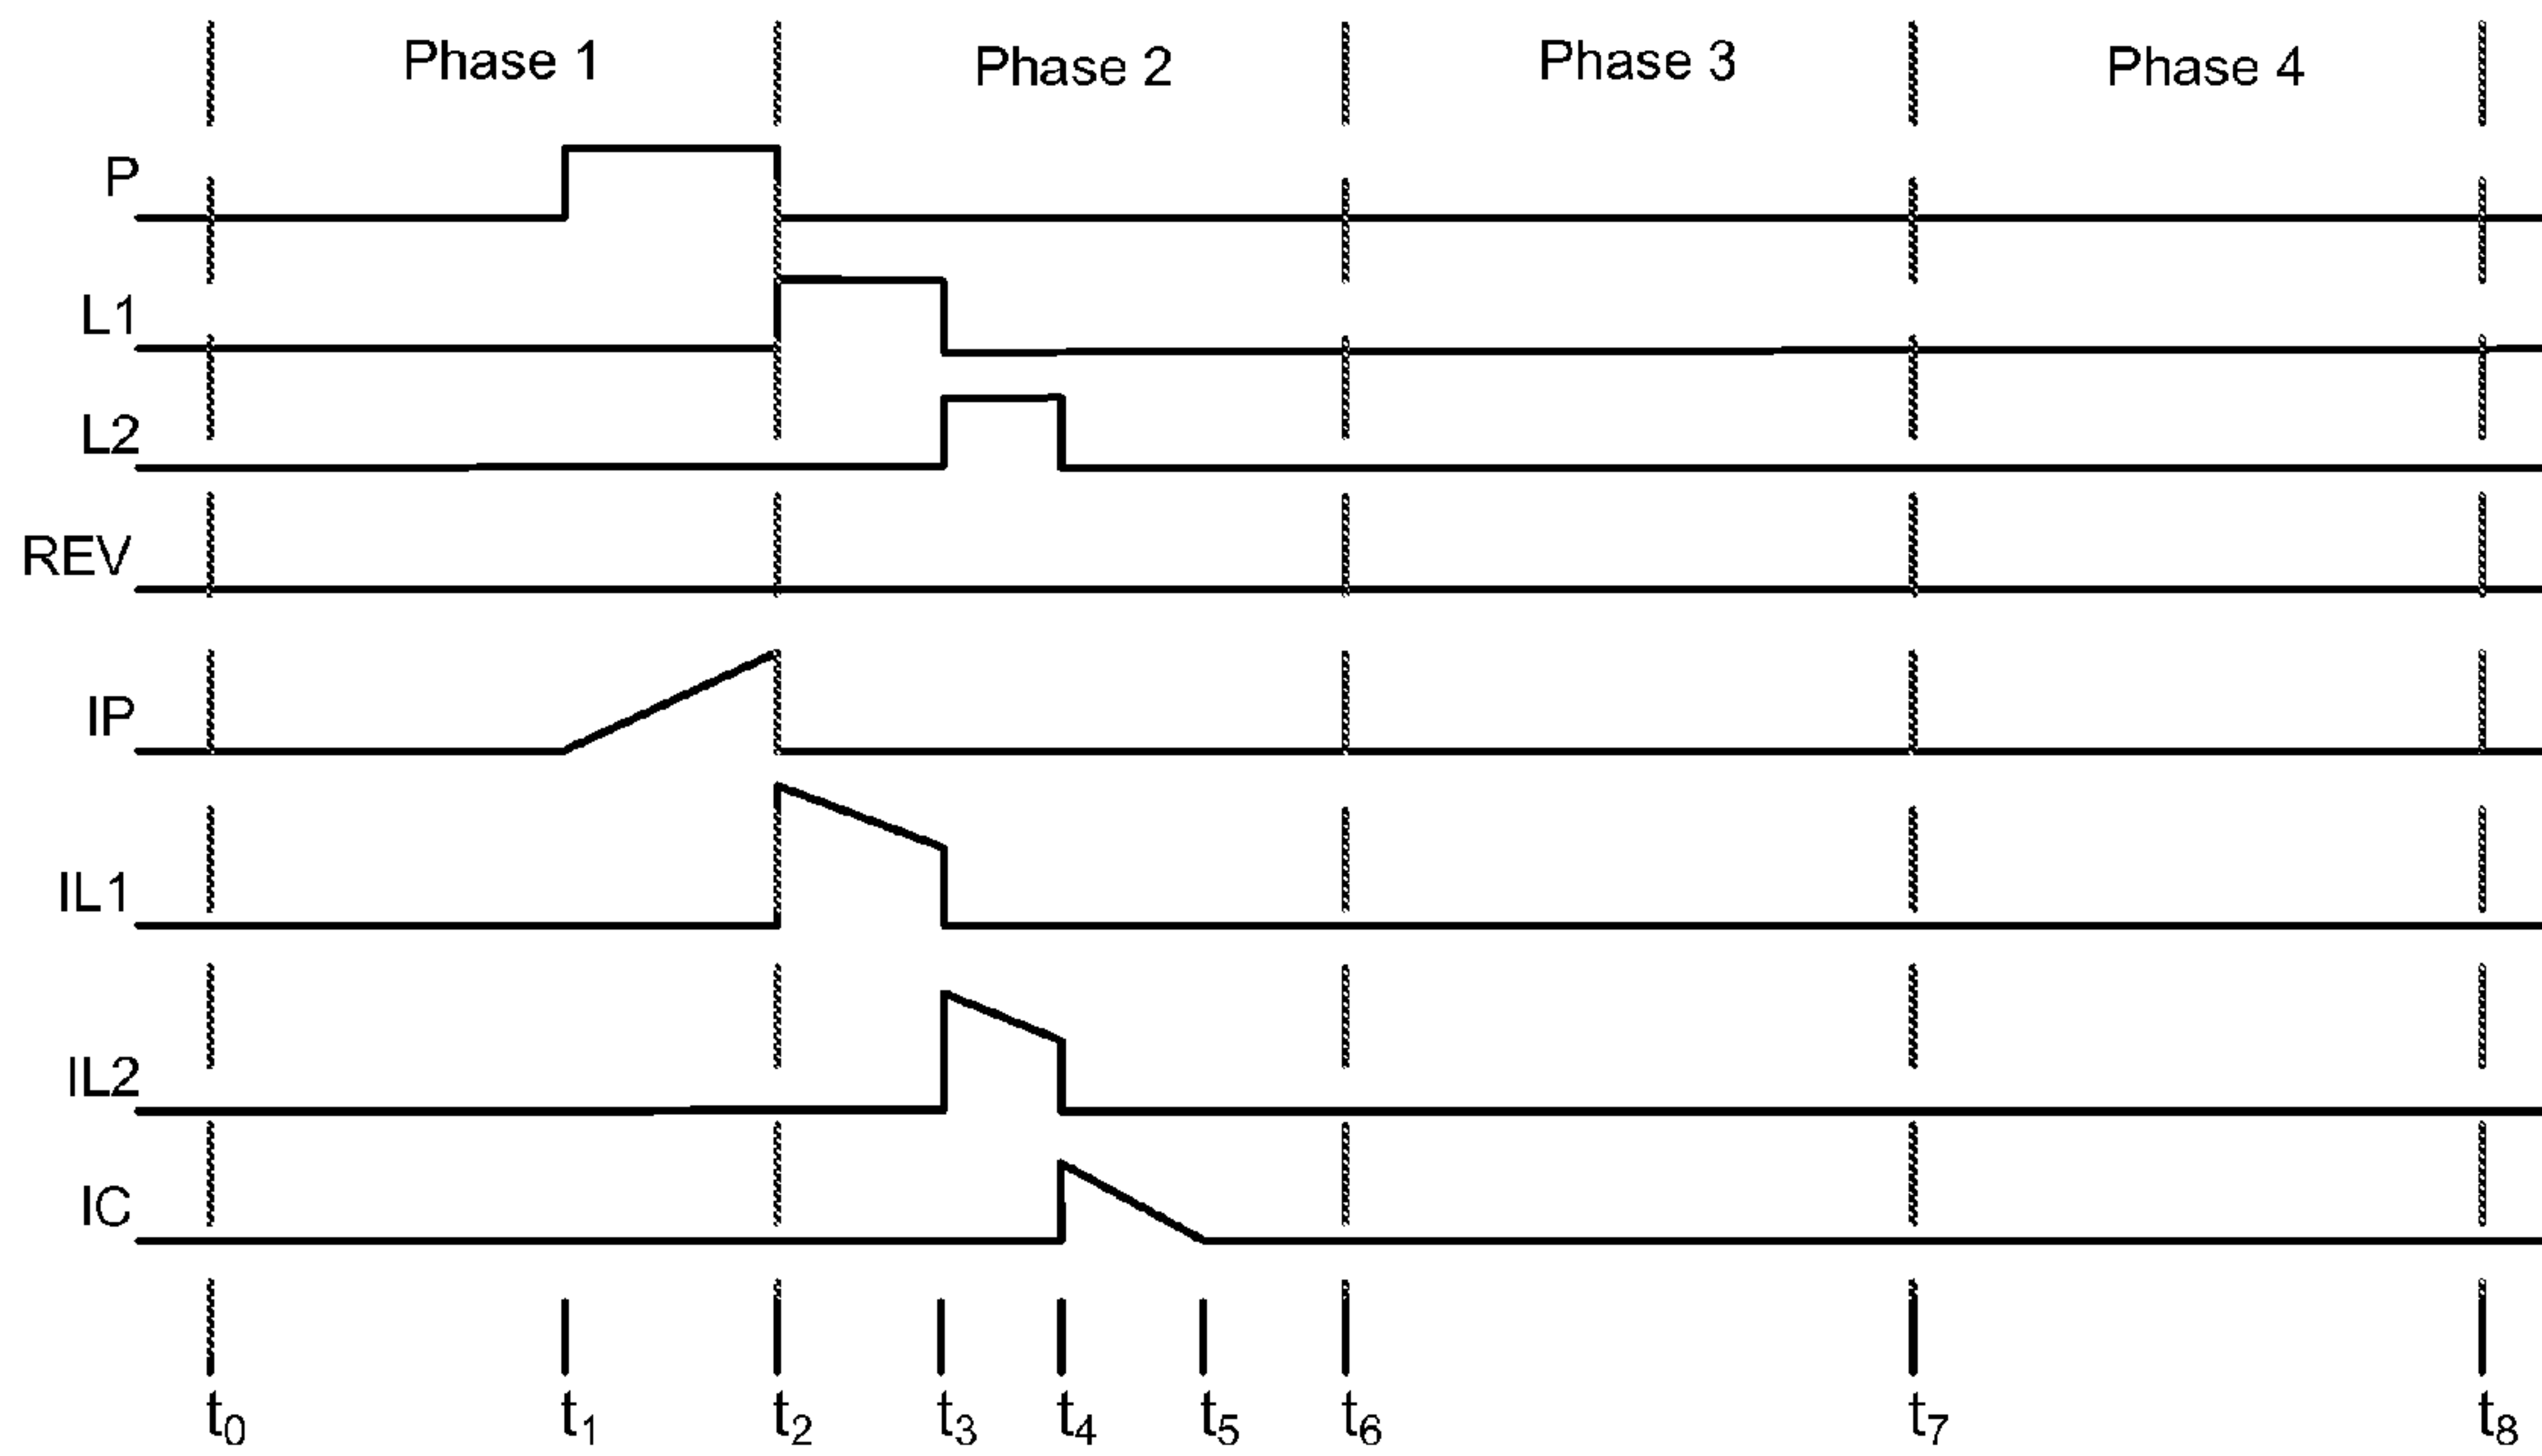 Phase 1 Phase 2 Phase 3 Phase 4
P
L1
L2
REV
IP
IL1
IL2
IC
t0 t1 t2 t3 t4 t5 t6 t7 t8